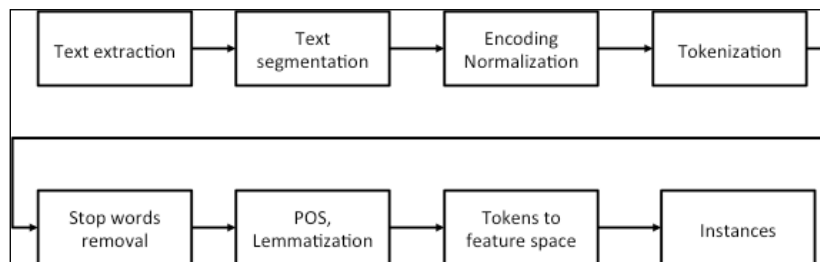 Text extraction
Text
segmentation
Encoding
Normalization
Tokenization
Stop words
removal
POS,
Lemmatization
Tokens to
feature space
Instances